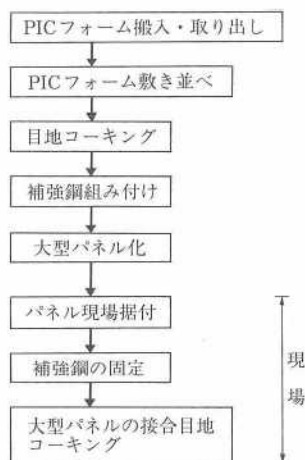 PICフォーム搬入・取り出し
PICフォーム敷き並べ
目地コーキング
補強鋼組み付け
大型パネル化
パネル現場据付
補強鋼の固定
大型パネルの接合目地
コーキング
現場